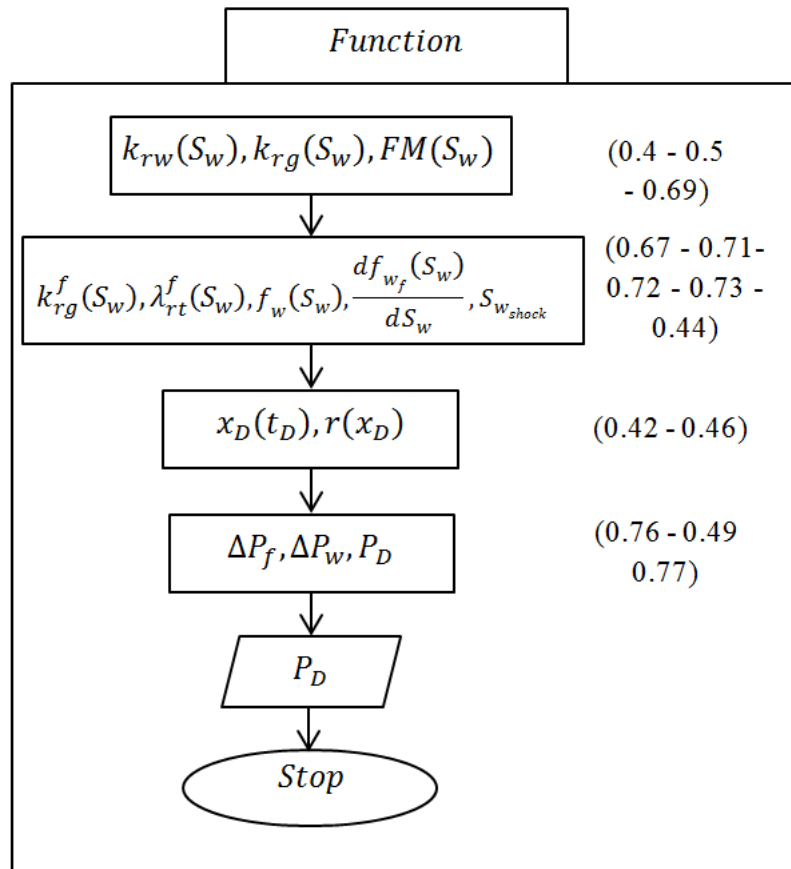 Function
k_{rw}(S_w), k_{rg}(S_w), FM(S_w)
(0.4 - 0.5
- 0.69)
k_{rg}^{f}(S_w), λ_{rt}^{f}(S_w), f_w(S_w), \frac{df_{w_f}(S_w)}{dS_w}, S_{w_{shock}}
(0.67 - 0.71-
0.72 - 0.73 -
0.44)
x_D(t_D), r(x_D)
(0.42 - 0.46)
ΔP_f, ΔP_w, P_D
(0.76 - 0.49
0.77)
P_D
Stop